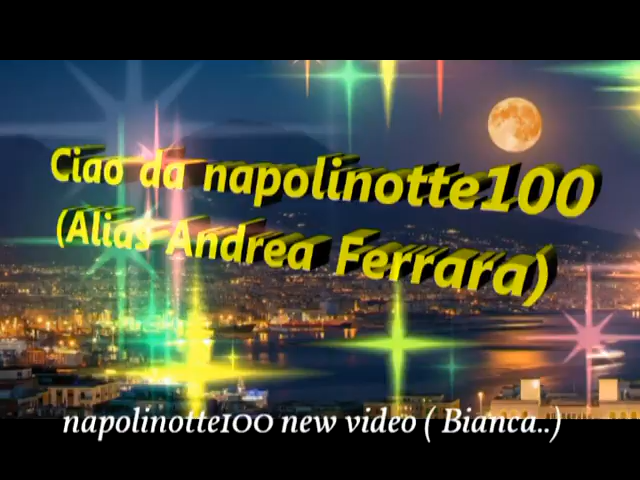 Ciao da napolinotte100
(Alias Andrea Ferrara)
napolinotte100 new video ( Bianca..)